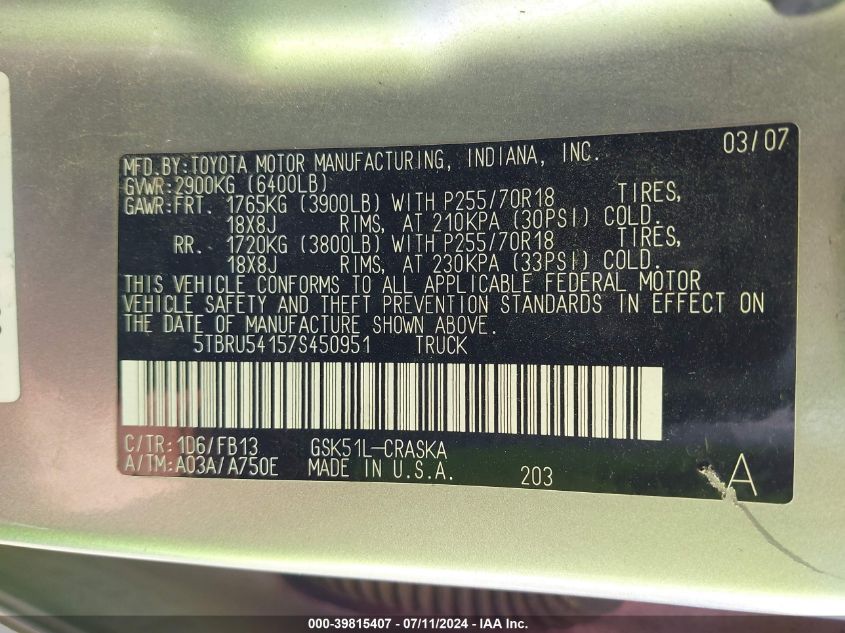 03/07
MFD.BY:TOYOTA MOTOR MANUFACTURING, INDIANA, INC.
GVWR:2900KG (6400LB)
GAWR:FRT. 1765KG (3900LB) WITH P255/70R18 TIRES,
18X8J RIMS, AT 210KPA (30PSI) COLD.
RR. 1720KG (3800LB) WITH P255/70R18 TIRES,
18X8J RIMS, AT 230KPA (33PSI) COLD.
THIS VEHICLE CONFORMS TO ALL APPLICABLE FEDERAL MOTOR
VEHICLE SAFETY AND THEFT PREVENTION STANDARDS IN EFFECT ON
THE DATE OF MANUFACTURE SHOWN ABOVE.
5TBRU54157S450951 TRUCK
C/TR:1D6/FB13 GSK51L-CRASKA
A/TM:A03A/A750E MADE IN U.S.A. 203 A
000-39815407 - 07/11/2024 - IAA Inc.